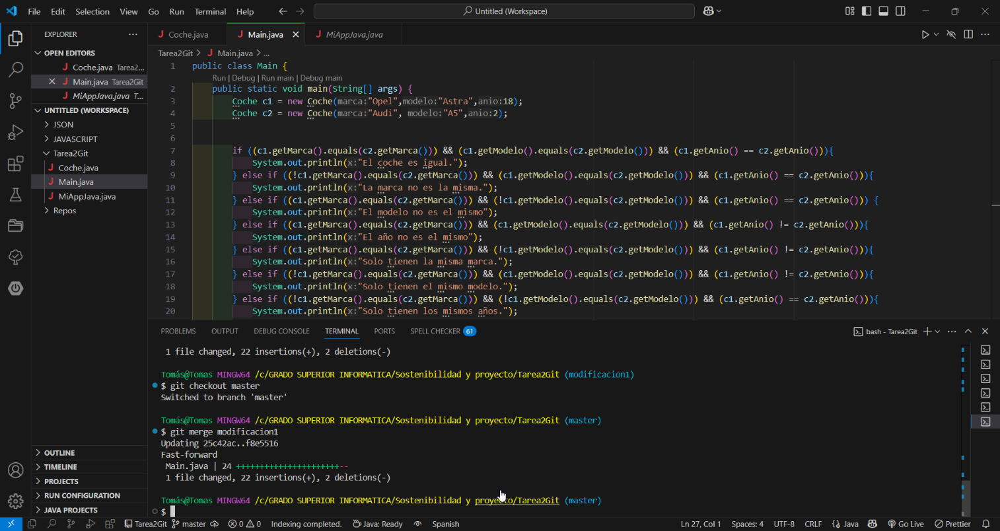 File Edit Selection View Go Run Terminal Help
Untitled (Workspace)
EXPLORER
Coche.java
Main.java
MiAppJava.java
OPEN EDITORS
Coche.java Tarea2...
Main.java Tarea2Git
MiAppJava.java T...
UNTITLED (WORKSPACE)
JSON
JAVASCRIPT
Tarea2Git
Coche.java
Main.java
MiAppJava.java
Repos
OUTLINE
TIMELINE
PROJECTS
RUN CONFIGURATION
JAVA PROJECTS
Tarea2Git > Main.java > ...
1 public class Main {
Run | Debug | Run main | Debug main
2 public static void main(String[] args) {
3 Coche c1 = new Coche(marca:"Opel",modelo:"Astra",anio:18);
4 Coche c2 = new Coche(marca:"Audi", modelo:"A5",anio:2);
5
6
7 if ((c1.getMarca().equals(c2.getMarca())) && (c1.getModelo().equals(c2.getModelo())) && (c1.getAnio() == c2.getAnio())){
8 System.out.println(x:"El coche es igual.");
9 } else if ((!c1.getMarca().equals(c2.getMarca())) && (c1.getModelo().equals(c2.getModelo())) && (c1.getAnio() == c2.getAnio())){
10 System.out.println(x:"La marca no es la misma.");
11 } else if ((c1.getMarca().equals(c2.getMarca())) && (!c1.getModelo().equals(c2.getModelo())) && (c1.getAnio() == c2.getAnio())) {
12 System.out.println(x:"El modelo no es el mismo");
13 } else if ((c1.getMarca().equals(c2.getMarca())) && (c1.getModelo().equals(c2.getModelo())) && (c1.getAnio() != c2.getAnio())){
14 System.out.println(x:"El año no es el mismo");
15 } else if ((c1.getMarca().equals(c2.getMarca())) && (!c1.getModelo().equals(c2.getModelo())) && (c1.getAnio() != c2.getAnio())){
16 System.out.println(x:"Solo tienen la misma marca.");
17 } else if ((!c1.getMarca().equals(c2.getMarca())) && (c1.getModelo().equals(c2.getModelo())) && (c1.getAnio() != c2.getAnio())){
18 System.out.println(x:"Solo tienen el mismo modelo.");
19 } else if ((!c1.getMarca().equals(c2.getMarca())) && (!c1.getModelo().equals(c2.getModelo())) && (c1.getAnio() == c2.getAnio())){
20 System.out.println(x:"Solo tienen los mismos años.");
PROBLEMS OUTPUT DEBUG CONSOLE TERMINAL PORTS SPELL CHECKER 61
bash - Tarea2Git
1 file changed, 22 insertions(+), 2 deletions(-)
Tomás@Tomas MINGW64 /c/GRADO SUPERIOR INFORMATICA/Sostenibilidad y proyecto/Tarea2Git (modificacion1)
$ git checkout master
Switched to branch 'master'
Tomás@Tomas MINGW64 /c/GRADO SUPERIOR INFORMATICA/Sostenibilidad y proyecto/Tarea2Git (master)
$ git merge modificacion1
Updating 25c42ac..f8e5516
Fast-forward
Main.java | 24 ++++++++++++++++++++++--
1 file changed, 22 insertions(+), 2 deletions(-)
Tomás@Tomas MINGW64 /c/GRADO SUPERIOR INFORMATICA/Sostenibilidad y proyecto/Tarea2Git (master)
$
Tarea2Git master 0 0 Indexing completed. Java: Ready Spanish Ln 27, Col 1 Spaces: 4 UTF-8 CRLF {} Java Go Live Prettier